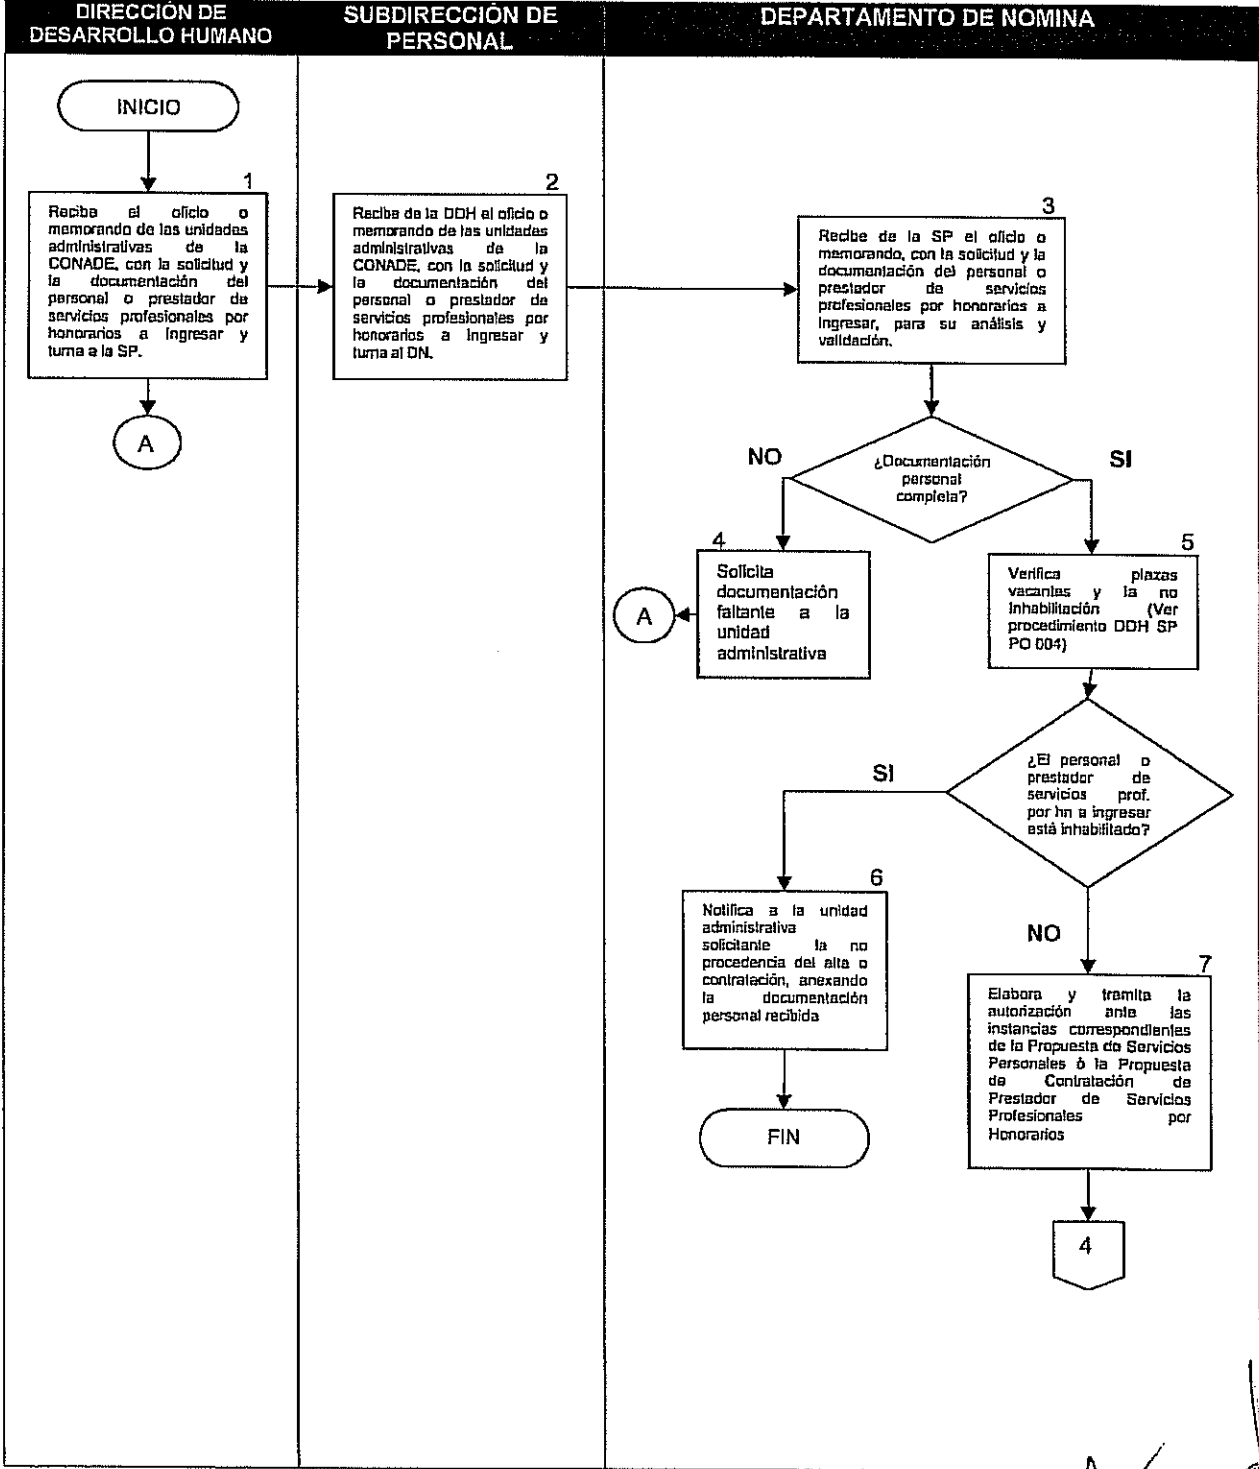 DIRECCIÓN DE
DESARROLLO HUMANO
SUBDIRECCIÓN DE
PERSONAL
DEPARTAMENTO DE NOMINA
INICIO
1
Recibe el oficio o
memorando de las unidades
administrativas de la
CONADE, con la solicitud y
la documentación del
personal o prestador de
servicios profesionales por
honorarios a Ingresar y
turna a la SP.
A
2
Recibe de la DDH el oficio o
memorando de las unidades
administrativas de la
CONADE, con la solicitud y
la documentación del
personal o prestador de
servicios profesionales por
honorarios a Ingresar y
turna al DN.
3
Recibe de la SP el oficio o
memorando, con la solicitud y la
documentación del personal o
prestador de servicios
profesionales por honorarios a
Ingresar, para su análisis y
validación.
¿Documentación
personal
completa?
NO
SI
4
Solicita
documentación
faltante a la
unidad
administrativa
A
5
Verifica plazas
vacantes y la no
Inhabilitación (Ver
procedimiento DDH SP
PO 004)
¿El personal o
prestador de
servicios prof.
por hn a ingresar
está inhabilitado?
SI
NO
6
Notifica a la unidad
administrativa
solicitante la no
procedencia del alta o
contratación, anexando
la documentación
personal recibida
FIN
7
Elabora y tramita la
autorización ante las
instancias correspondientes
de la Propuesta de Servicios
Personales ó la Propuesta
de Contratación de
Prestador de Servicios
Profesionales por
Honorarios
4